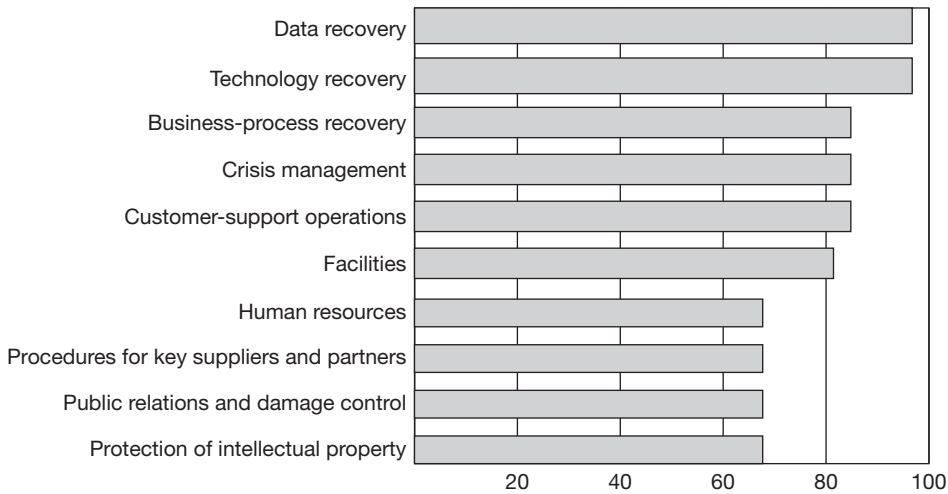 Data recovery
Technology recovery
Business-process recovery
Crisis management
Customer-support operations
Facilities
Human resources
Procedures for key suppliers and partners
Public relations and damage control
Protection of intellectual property
20 40 60 80 100